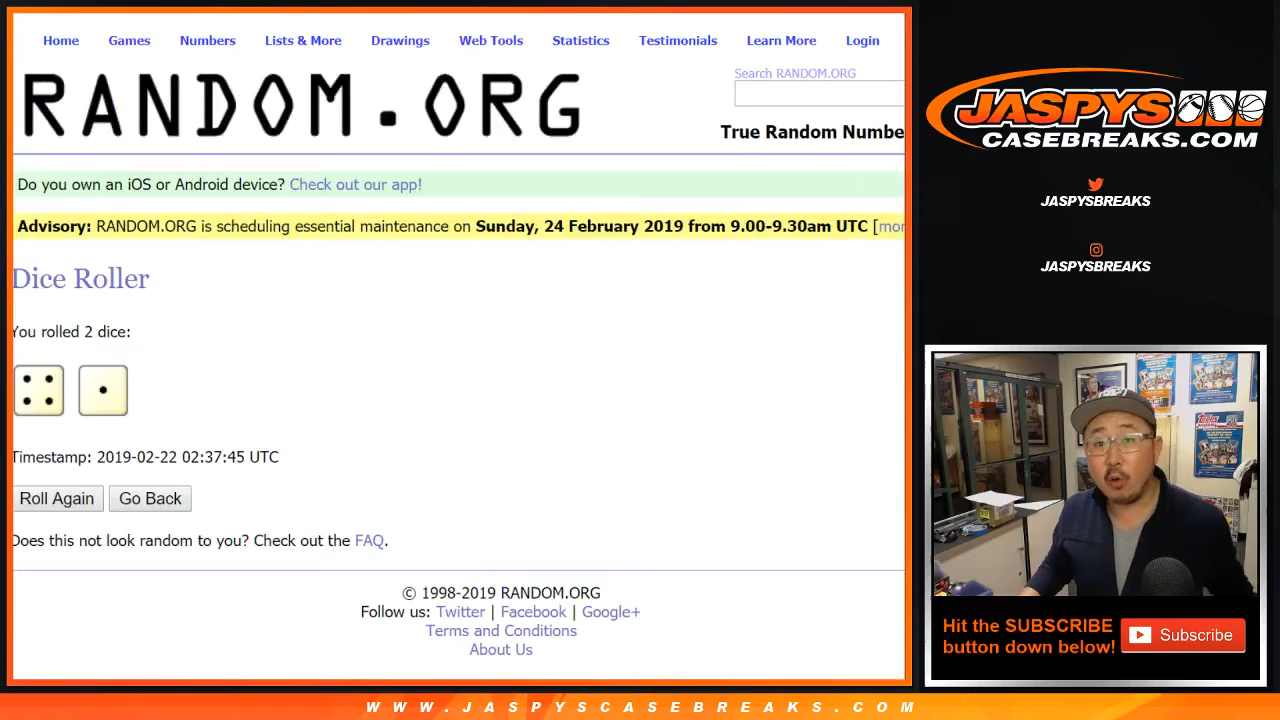 Home Games Numbers Lists & More Drawings Web Tools Statistics Testimonials Learn More Login
RANDOM.ORG
Search RANDOM.ORG
True Random Numbe
Do you own an iOS or Android device? Check out our app!
Advisory: RANDOM.ORG is scheduling essential maintenance on Sunday, 24 February 2019 from 9.00-9.30am UTC [mor
Dice Roller
You rolled 2 dice:
Timestamp: 2019-02-22 02:37:45 UTC
Roll Again Go Back
Does this not look random to you? Check out the FAQ.
© 1998-2019 RANDOM.ORG
Follow us: Twitter | Facebook | Google+
Terms and Conditions
About Us
JASPYS
CASEBREAKS.COM
JASPYSBREAKS
JASPYSBREAKS
Topps
Hit the SUBSCRIBE
button down below!
Subscribe
WWW.JASPYSCASEBREAKS.COM